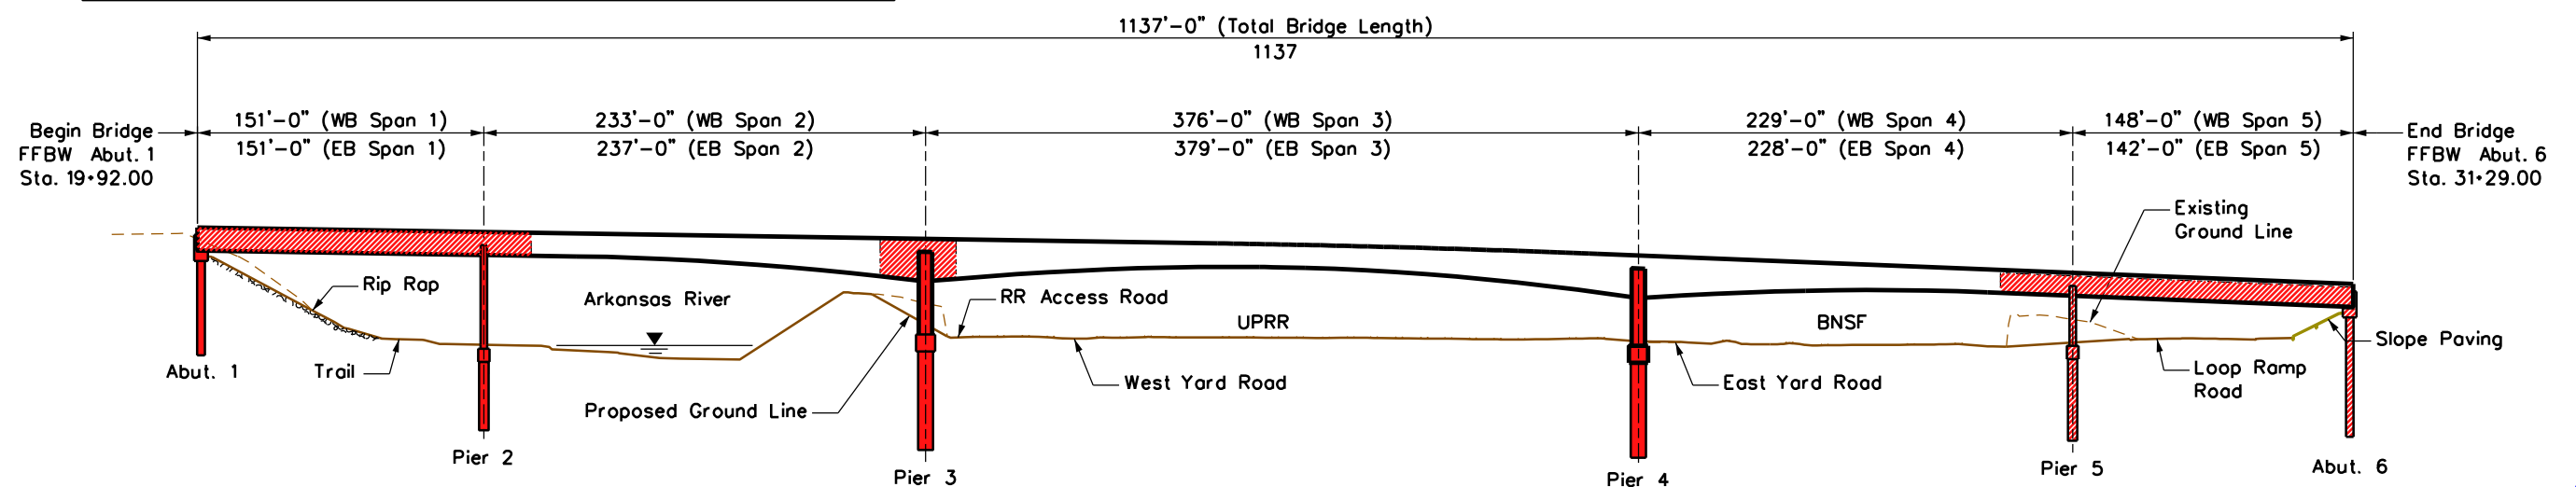 1137'-0" (Total Bridge Length)
1137
151'-0" (WB Span 1)
233'-0" (WB Span 2)
376'-0" (WB Span 3)
229'-0" (WB Span 4)
148'-0" (WB Span 5)
151'-0" (EB Span 1)
237'-0" (EB Span 2)
379'-0" (EB Span 3)
228'-0" (EB Span 4)
142'-0" (EB Span 5)
Begin Bridge
FFBW Abut. 1
Sta. 19+92.00
End Bridge
FFBW Abut. 6
Sta. 31+29.00
Existing
Ground Line
Rip Rap
Arkansas River
RR Access Road
UPRR
BNSF
Slope Paving
Abut. 1
Trail
West Yard Road
East Yard Road
Loop Ramp
Road
Proposed Ground Line
Pier 2
Pier 3
Pier 4
Pier 5
Abut. 6